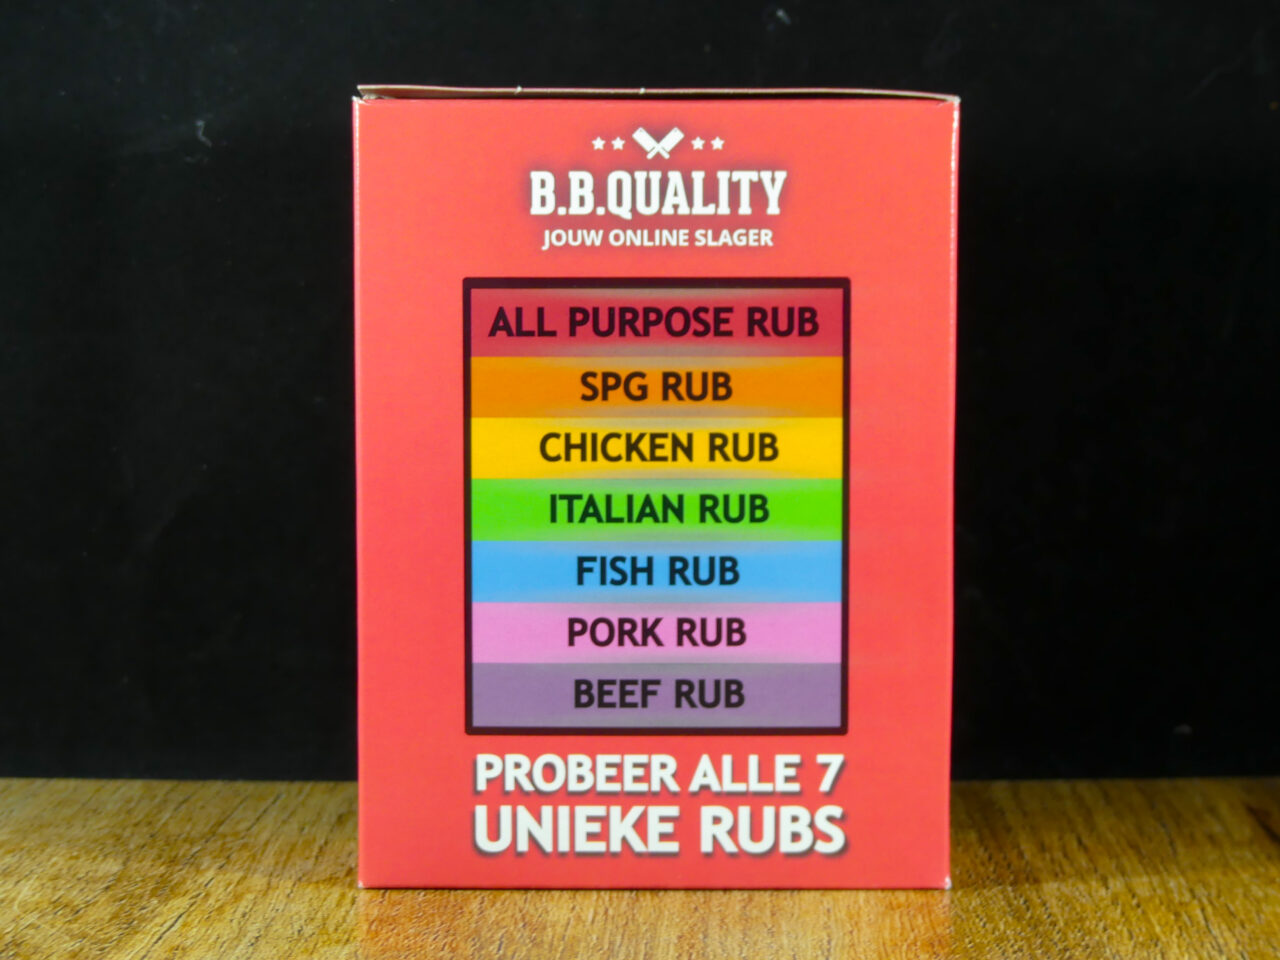 B.B.QUALITY
JOUW ONLINE SLAGER
ALL PURPOSE RUB
SPG RUB
CHICKEN RUB
ITALIAN RUB
FISH RUB
PORK RUB
BEEF RUB
PROBEER ALLE 7
UNIEKE RUBS